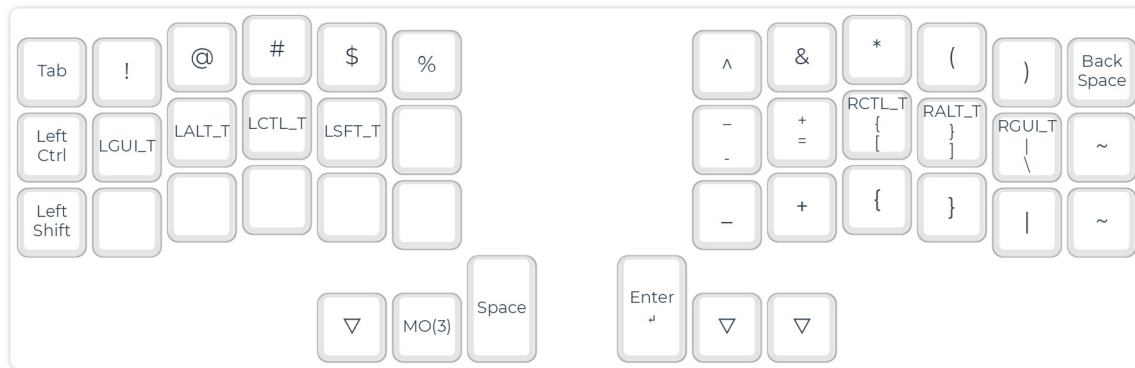 Tab ! @ # $ % ^ & * ( ) Back Space
Left Ctrl LGUI_T LALT_T LCTL_T LSFT_T _ - + = RCTL_T { [ RALT_T } ] RGUI_T | \ ~
Left Shift _ + { } | ~
▽ MO(3) Space Enter ↵ ▽ ▽